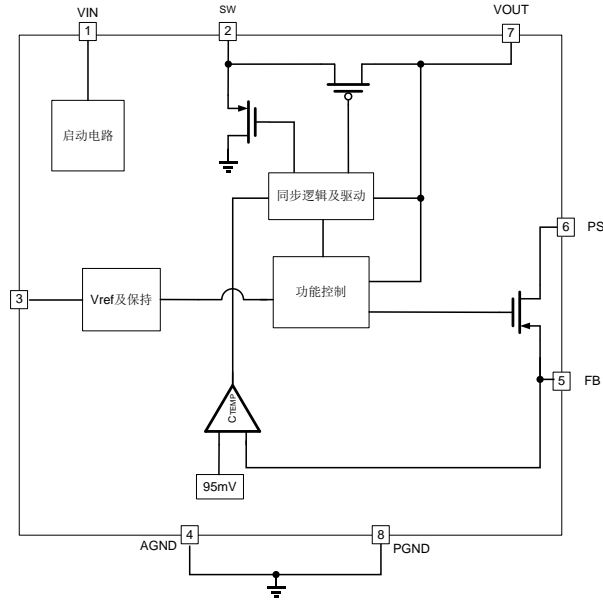 VIN
SW
VOUT
1
2
7
启动电路
同步逻辑及驱动
6
PS
3
Vref及保持
功能控制
5
FB
CTEMP
95mV
AGND
4
8
PGND